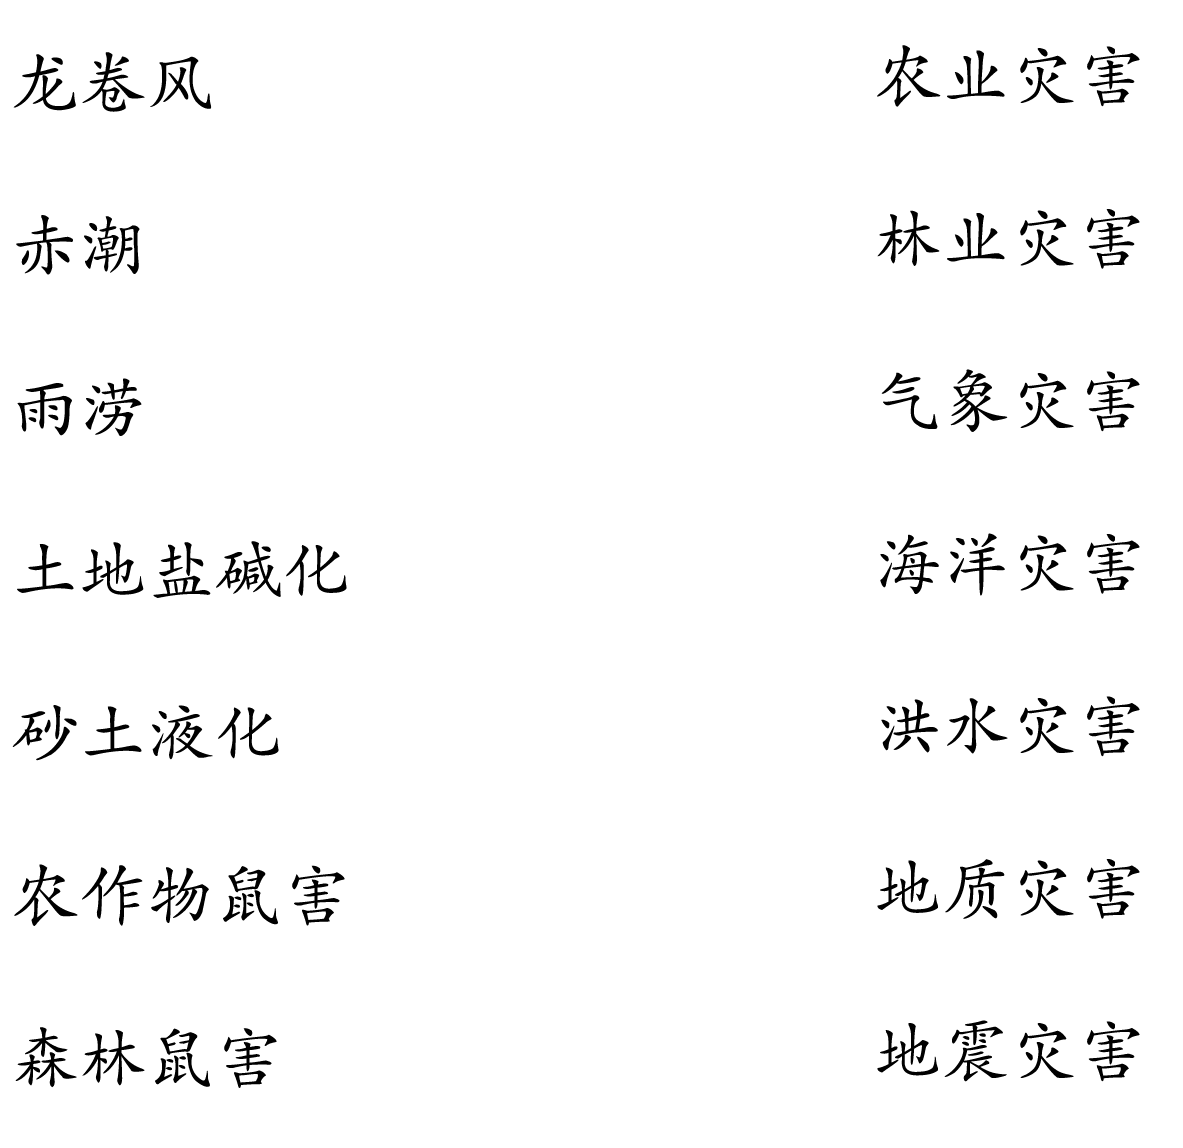 龙卷风 农业灾害
赤潮 林业灾害
雨涝 气象灾害
土地盐碱化 海洋灾害
砂土液化 洪水灾害
农作物鼠害 地质灾害
森林鼠害 地震灾害